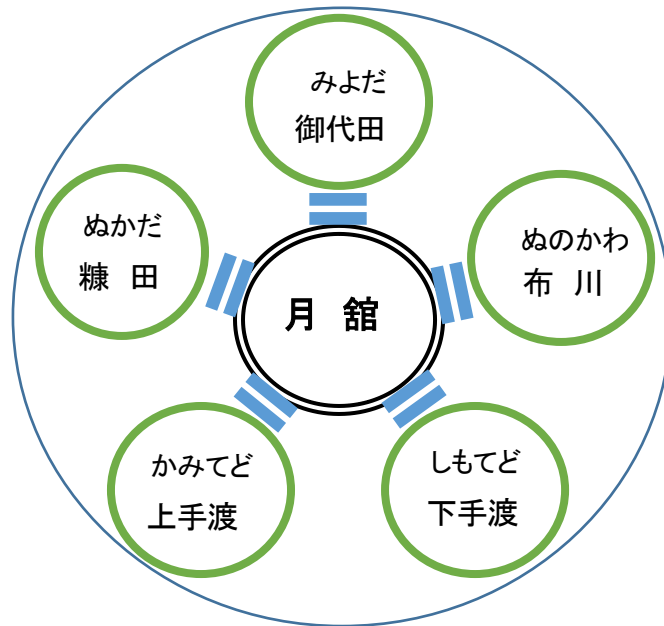 みよだ
御代田
ぬかだ
糠　田
ぬのかわ
布　川
月　舘
かみてど
上手渡
しもてど
下手渡